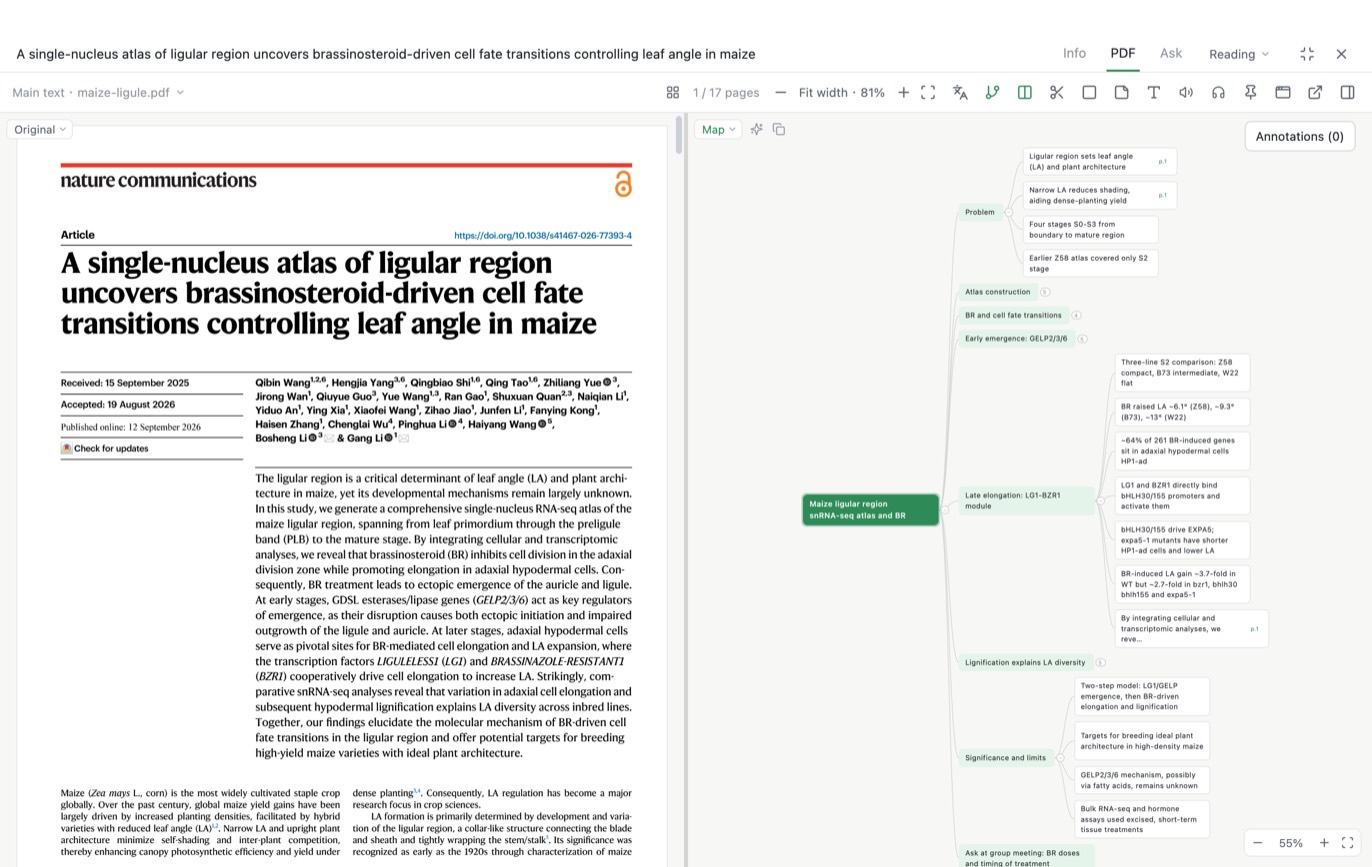 A single-nucleus atlas of ligular region uncovers brassinosteroid-driven cell fate transitions controlling leaf angle in maize
Info PDF Ask Reading
Main text · maize-ligule.pdf
1 / 17 pages
Fit width · 81%
Original
nature communications
Article
https://doi.org/10.1038/s41467-026-77393-4
A single-nucleus atlas of ligular region
uncovers brassinosteroid-driven cell fate
transitions controlling leaf angle in maize
Received: 15 September 2025
Accepted: 19 August 2026
Published online: 12 September 2026
Check for updates
Qibin Wang1,2,6, Hengjia Yang3,6, Qingbiao Shi1,6, Qing Tao1,6, Zhiliang Yue3,
Jirong Wan1, Qiuyue Guo3, Yue Wang1,3, Ran Gao1, Shuxuan Quan2,3, Naiqian Li1,
Yiduo An1, Ying Xia1, Xiaofei Wang1, Zihao Jiao1, Junfen Li1, Fanying Kong1,
Haisen Zhang1, Chenglai Wu4, Pinghua Li4, Haiyang Wang5,
Bosheng Li3 & Gang Li1
The ligular region is a critical determinant of leaf angle (LA) and plant archi-
tecture in maize, yet its developmental mechanisms remain largely unknown.
In this study, we generate a comprehensive single-nucleus RNA-seq atlas of the
maize ligular region, spanning from leaf primordium through the preligule
band (PLB) to the mature stage. By integrating cellular and transcriptomic
analyses, we reveal that brassinosteroid (BR) inhibits cell division in the adaxial
division zone while promoting elongation in adaxial hypodermal cells. Con-
sequently, BR treatment leads to ectopic emergence of the auricle and ligule.
At early stages, GDSL esterases/lipase genes (GELP2/3/6) act as key regulators
of emergence, as their disruption causes both ectopic initiation and impaired
outgrowth of the ligule and auricle. At later stages, adaxial hypodermal cells
serve as pivotal sites for BR-mediated cell elongation and LA expansion, where
the transcription factors LIGULELESS1 (LG1) and BRASSINAZOLE-RESISTANT1
(BZR1) cooperatively drive cell elongation to increase LA. Strikingly, com-
parative snRNA-seq analyses reveal that variation in adaxial cell elongation and
subsequent hypodermal lignification explains LA diversity across inbred lines.
Together, our findings elucidate the molecular mechanism of BR-driven cell
fate transitions in the ligular region and offer potential targets for breeding
high-yield maize varieties with ideal plant architecture.
Maize (Zea mays L., corn) is the most widely cultivated staple crop
globally. Over the past century, global maize yield gains have been
largely driven by increased planting densities, facilitated by hybrid
varieties with reduced leaf angle (LA)1,2. Narrow LA and upright plant
architecture minimize self-shading and inter-plant competition,
thereby enhancing canopy photosynthetic efficiency and yield under
dense planting3,4. Consequently, LA regulation has become a major
research focus in crop sciences.
LA formation is primarily determined by development and varia-
tion of the ligular region, a collar-like structure connecting the blade
and sheath and tightly wrapping the stem/stalk5. Its significance was
recognized as early as the 1920s through characterization of maize
Map
Annotations (0)
Maize ligular region
snRNA-seq atlas and BR
Problem
Ligular region sets leaf angle
(LA) and plant architecture
p.1
Narrow LA reduces shading,
aiding dense-planting yield
p.1
Four stages S0-S3 from
boundary to mature region
Earlier Z58 atlas covered only S2
stage
Atlas construction
BR and cell fate transitions
Early emergence: GELP2/3/6
Late elongation: LG1-BZR1
module
Three-line S2 comparison: Z58
compact, B73 intermediate, W22
flat
BR raised LA ~6.1° (Z58), ~9.3°
(B73), ~13° (W22)
~64% of 261 BR-induced genes
sit in adaxial hypodermal cells
HP1-ad
LG1 and BZR1 directly bind
bHLH30/155 promoters and
activate them
bHLH30/155 drive EXPA5;
expa5-1 mutants have shorter
HP1-ad cells and lower LA
BR-induced LA gain ~3.7-fold in
WT but ~2.7-fold in bzr1, bhlh30
bhlh155 and expa5-1
By integrating cellular and
transcriptomic analyses, we
reve...
p.1
Lignification explains LA diversity
Significance and limits
Two-step model: LG1/GELP
emergence, then BR-driven
elongation and lignification
Targets for breeding ideal plant
architecture in high-density maize
GELP2/3/6 mechanism, possibly
via fatty acids, remains unknown
Bulk RNA-seq and hormone
assays used excised, short-term
tissue treatments
Ask at group meeting: BR doses
and timing of treatment
55%